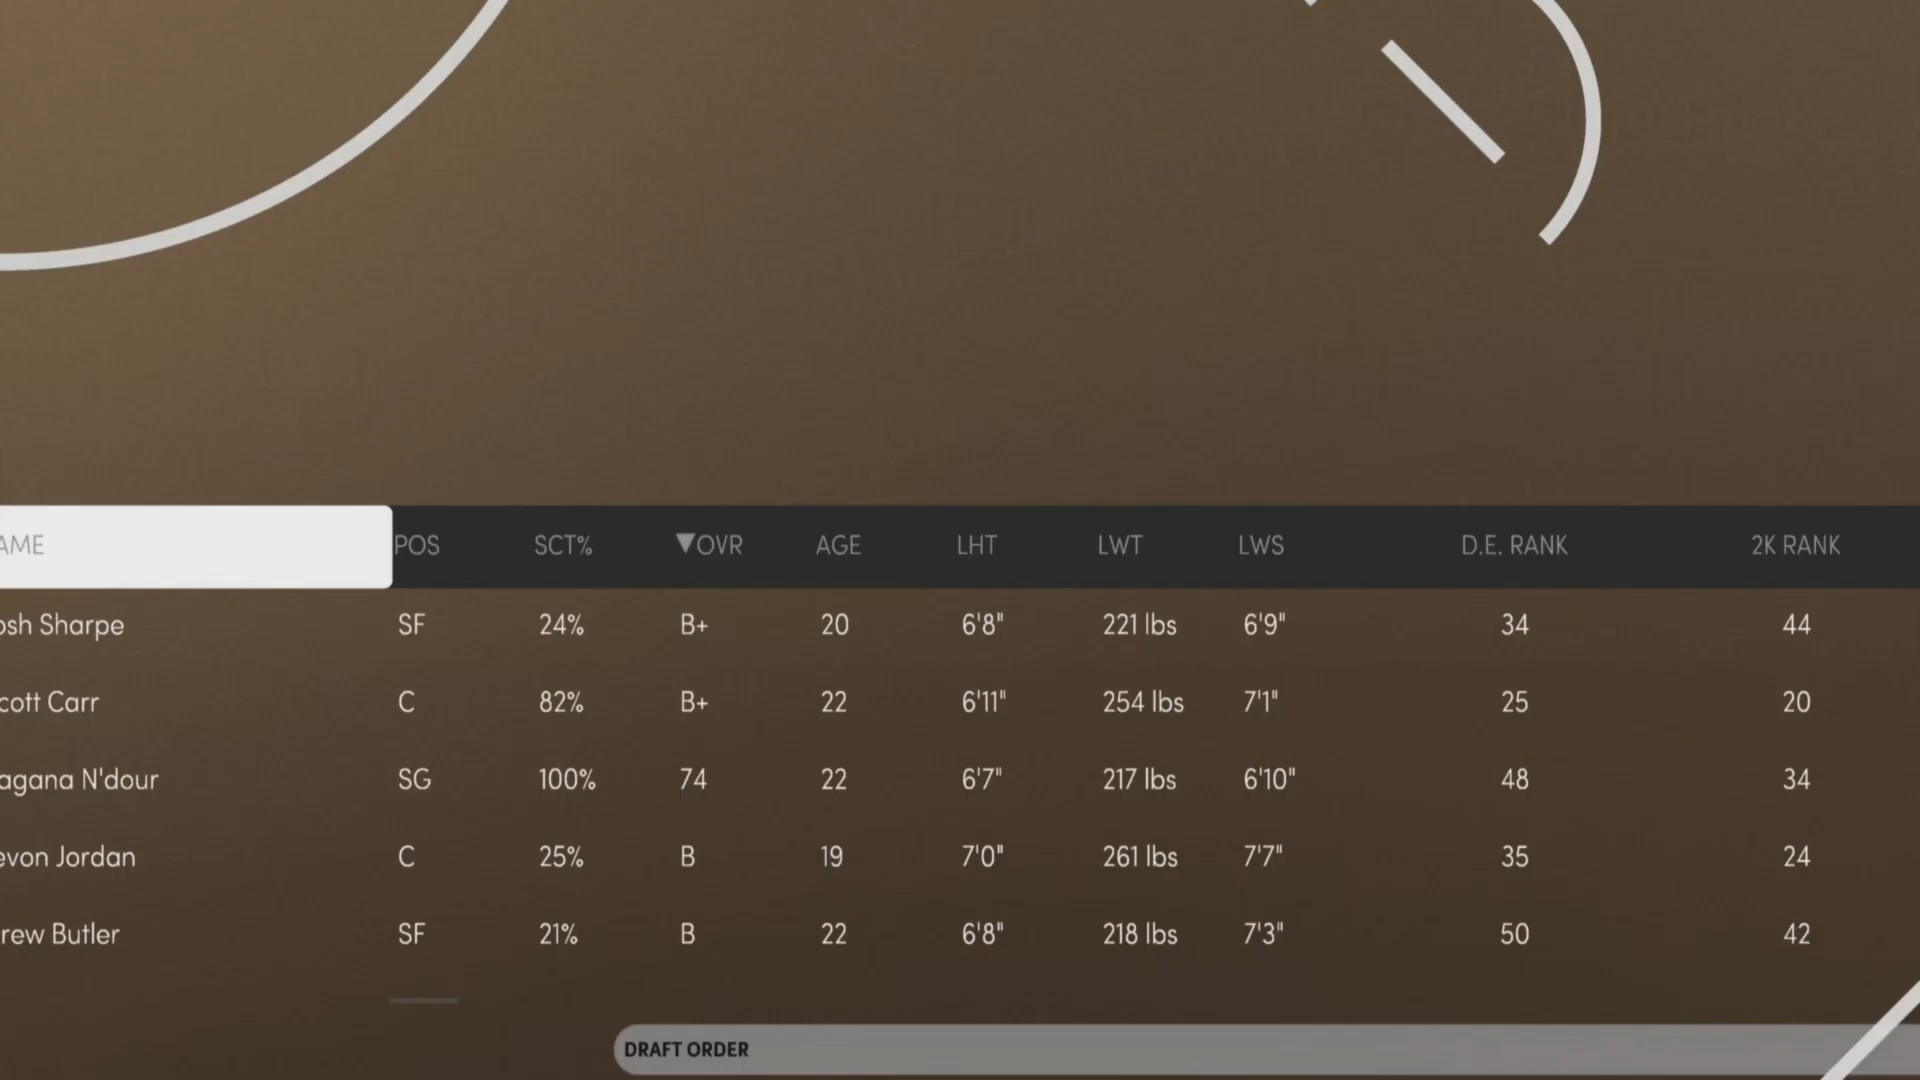 AME POS SCT% ▼OVR AGE LHT LWT LWS D.E. RANK 2K RANK
osh Sharpe SF 24% B+ 20 6'8" 221 lbs 6'9" 34 44
cott Carr C 82% B+ 22 6'11" 254 lbs 7'1" 25 20
agana N'dour SG 100% 74 22 6'7" 217 lbs 6'10" 48 34
evon Jordan C 25% B 19 7'0" 261 lbs 7'7" 35 24
rew Butler SF 21% B 22 6'8" 218 lbs 7'3" 50 42
DRAFT ORDER